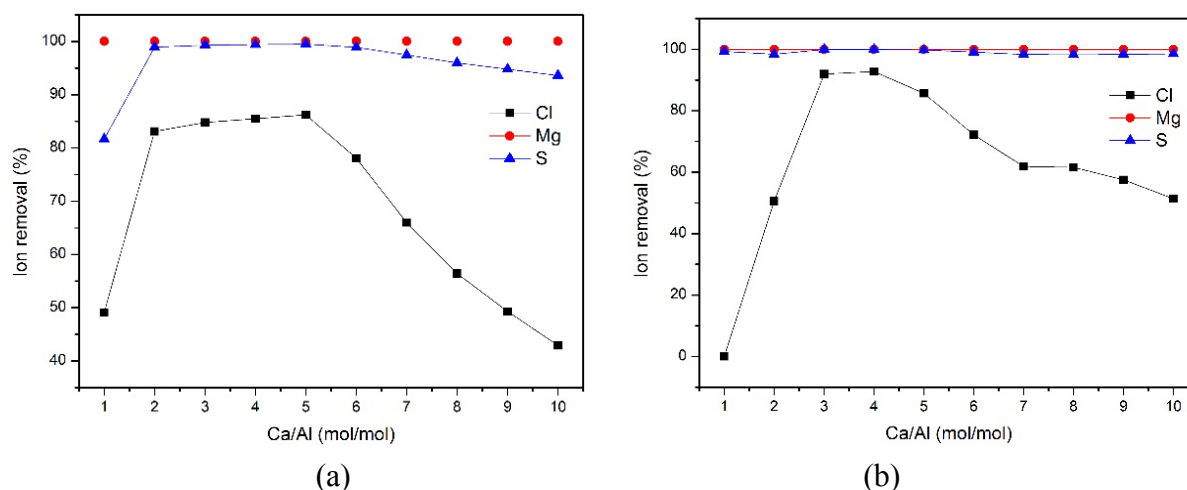 Ion removal (%)
100
90
80
70
60
50
40
Cl
Mg
S
1 2 3 4 5 6 7 8 9 10
Ca/Al (mol/mol)
(a)
Ion removal (%)
100
80
60
40
20
0
Cl
Mg
S
1 2 3 4 5 6 7 8 9 10
Ca/Al (mol/mol)
(b)